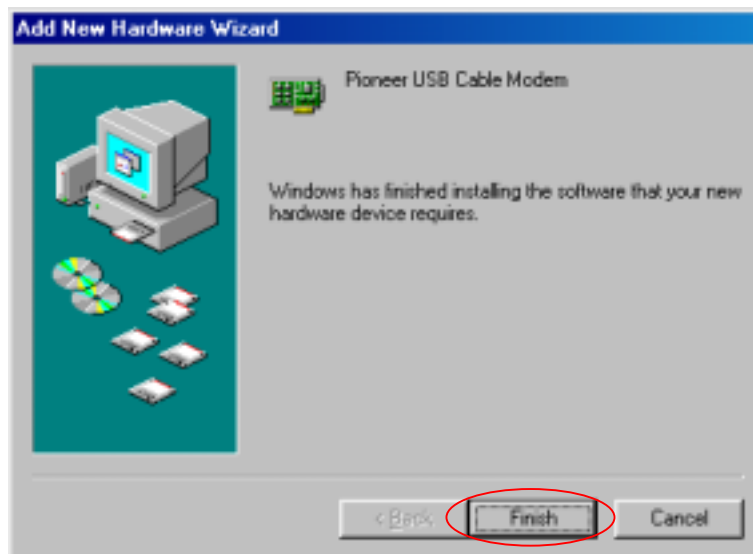 Add New Hardware Wizard
Pioneer USB Cable Modem
Windows has finished installing the software that your new
hardware device requires.
< Back
Finish
Cancel